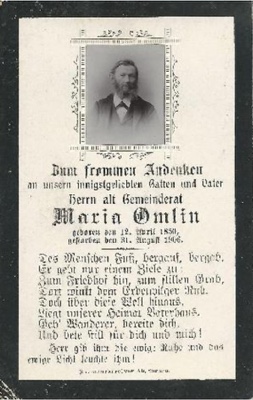 Zum frommen Andenken
an unsern innigstgeliebten Gatten und Vater
Herrn alt Gemeinderat
Maria Omlin
geboren den 12. April 1850,
gestorben den 31. August 1906.
Des Menschen Fuß, bergauf, bergab,
Er geht nur einem Ziele zu:
Zum Friedhof hin, zum stillen Grab,
Dort winkt dem Erdenpilger Ruh.
Doch über diese Welt hinaus,
Liegt unserer Heimat Vaterhaus.
Geh' Wanderer, bereite dich,
Und bete still für dich und mich!
Herr gib ihm die ewige Ruhe und das
ewige Licht leuchte ihm!